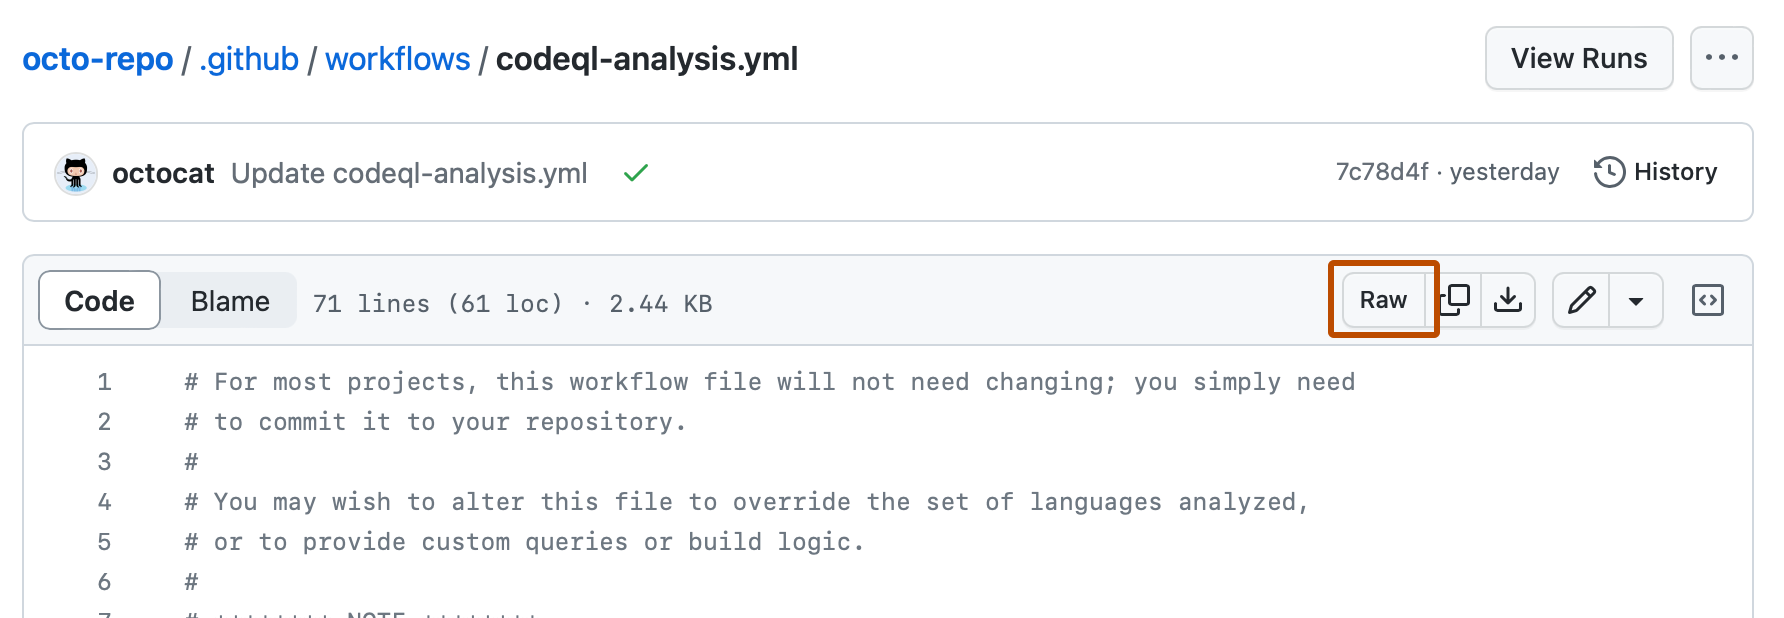 octo-repo / .github / workflows / codeql-analysis.yml
View Runs
octocat Update codeql-analysis.yml
7c78d4f · yesterday
History
Code
Blame
71 lines (61 loc) · 2.44 KB
Raw
1 # For most projects, this workflow file will not need changing; you simply need
2 # to commit it to your repository.
3 #
4 # You may wish to alter this file to override the set of languages analyzed,
5 # or to provide custom queries or build logic.
6 #
7 # ******** NOTE ********